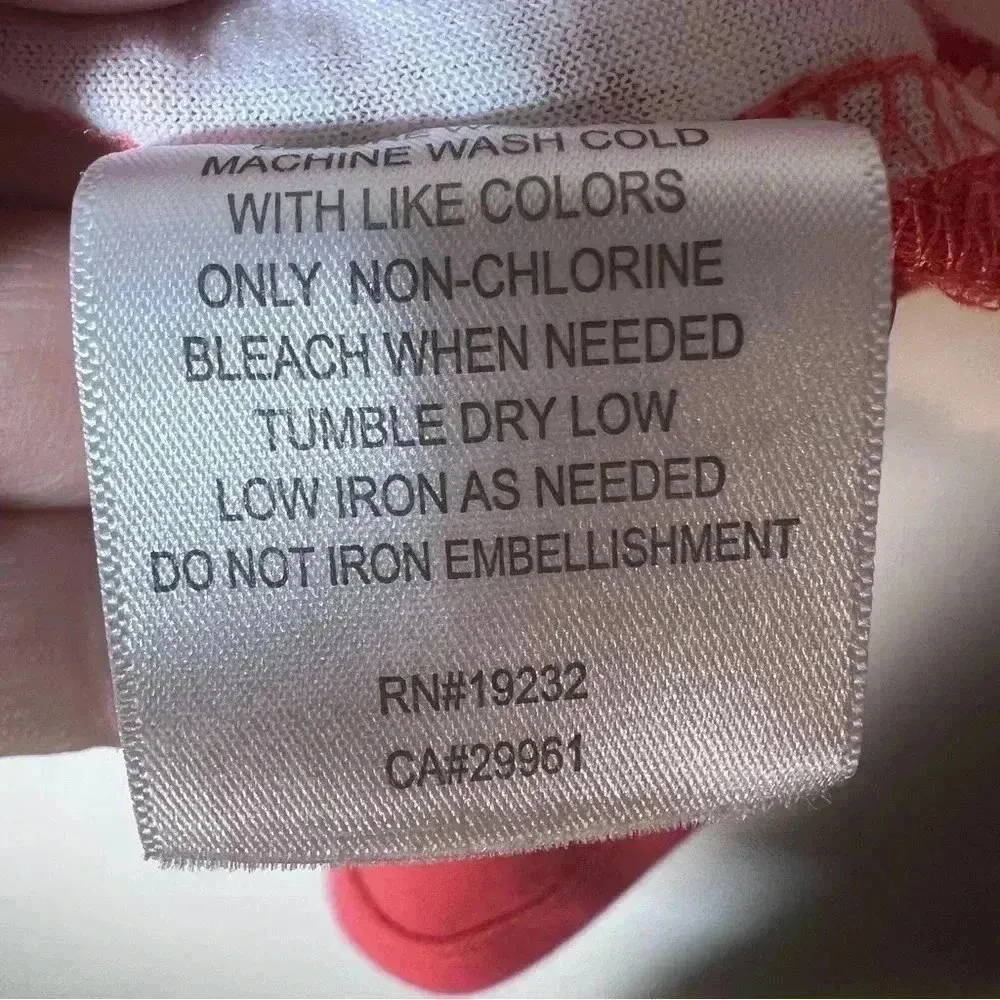 MACHINE WASH COLD
WITH LIKE COLORS
ONLY NON-CHLORINE
BLEACH WHEN NEEDED
TUMBLE DRY LOW
LOW IRON AS NEEDED
DO NOT IRON EMBELLISHMENT
RN#19232
CA#29961